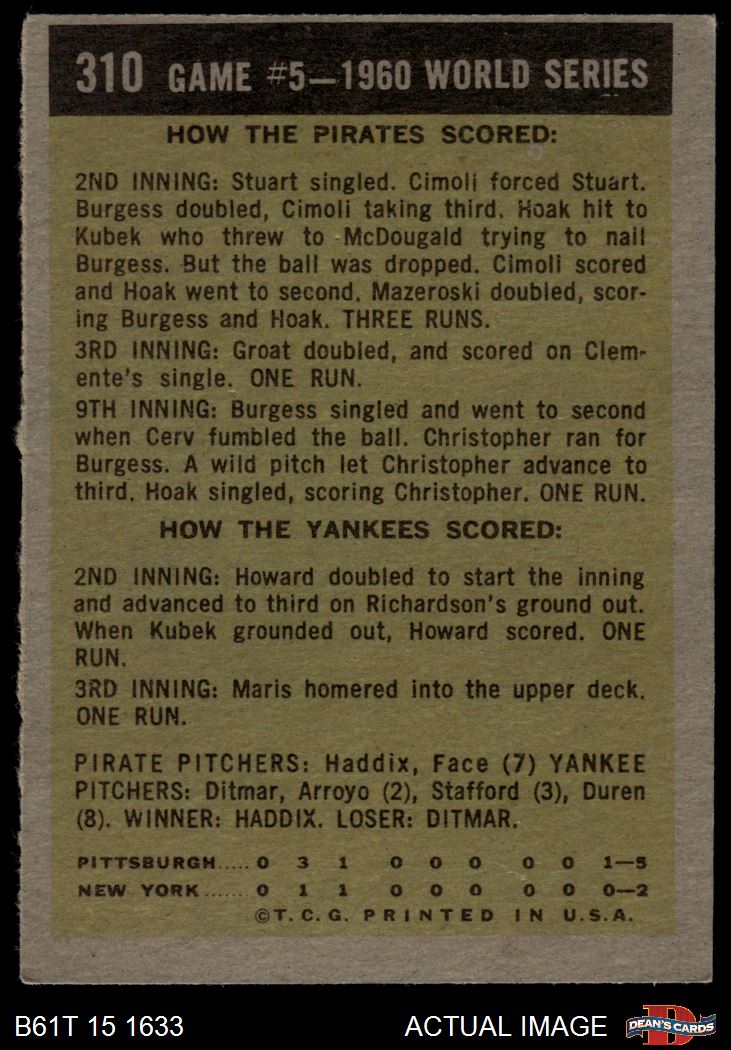 310 GAME #5—1960 WORLD SERIES
HOW THE PIRATES SCORED:
2ND INNING: Stuart singled. Cimoli forced Stuart.
Burgess doubled, Cimoli taking third. Hoak hit to
Kubek who threw to McDougald trying to nail
Burgess. But the ball was dropped. Cimoli scored
and Hoak went to second. Mazeroski doubled, scor-
ing Burgess and Hoak. THREE RUNS.
3RD INNING: Groat doubled, and scored on Clem-
ente's single. ONE RUN.
9TH INNING: Burgess singled and went to second
when Cerv fumbled the ball. Christopher ran for
Burgess. A wild pitch let Christopher advance to
third. Hoak singled, scoring Christopher. ONE RUN.
HOW THE YANKEES SCORED:
2ND INNING: Howard doubled to start the inning
and advanced to third on Richardson's ground out.
When Kubek grounded out, Howard scored. ONE
RUN.
3RD INNING: Maris homered into the upper deck.
ONE RUN.
PIRATE PITCHERS: Haddix, Face (7) YANKEE
PITCHERS: Ditmar, Arroyo (2), Stafford (3), Duren
(8). WINNER: HADDIX. LOSER: DITMAR.
PITTSBURGH..... 0 3 1 0 0 0 0 0 1—5
NEW YORK...... 0 1 1 0 0 0 0 0 0—2
©T.C.G. PRINTED IN U.S.A.
B61T 15 1633 ACTUAL IMAGE DEAN'S CARDS